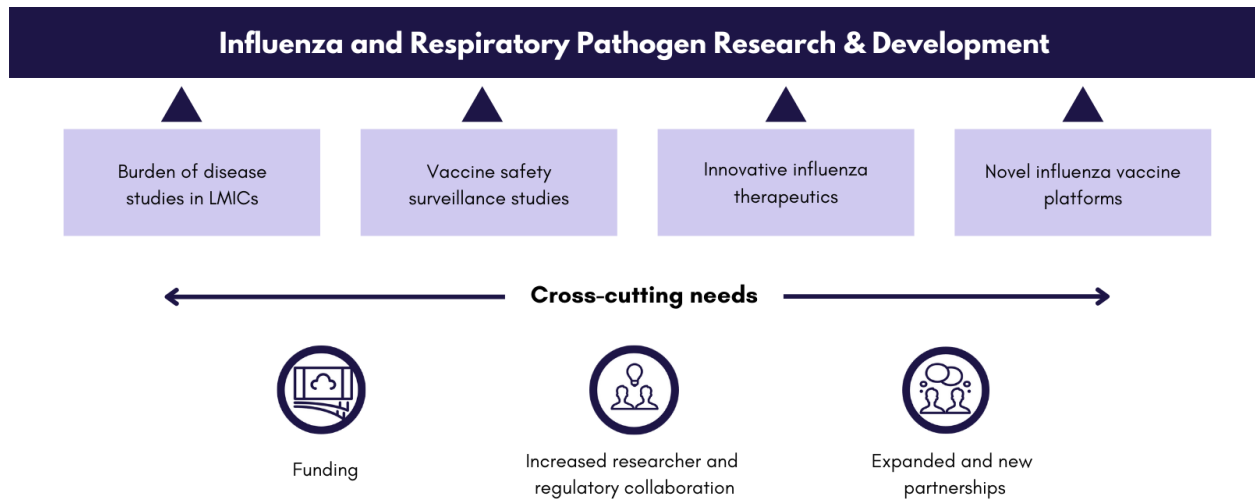 Influenza and Respiratory Pathogen Research & Development
Burden of disease
studies in LMICs
Vaccine safety
surveillance studies
Innovative influenza
therapeutics
Novel influenza vaccine
platforms
Cross-cutting needs
Funding
Increased researcher and
regulatory collaboration
Expanded and new
partnerships